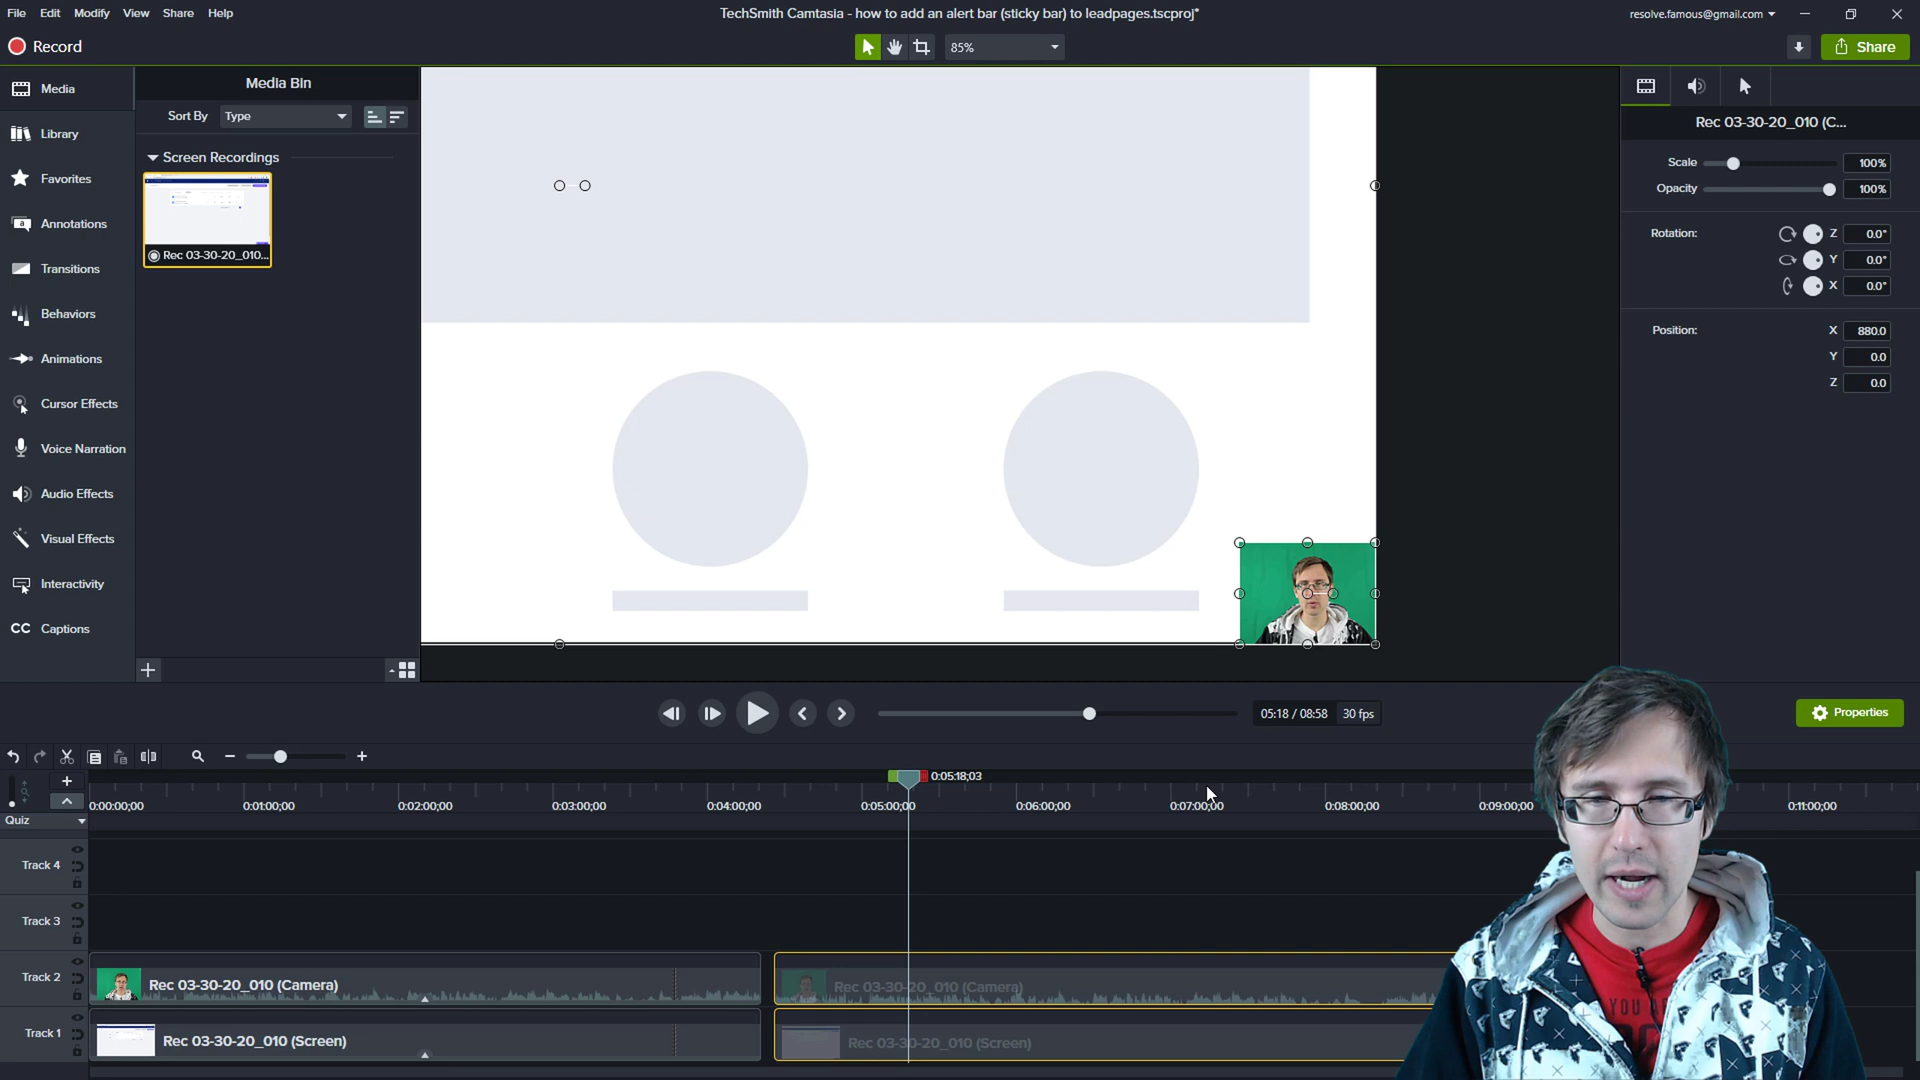 File Edit Modify View Share Help
TechSmith Camtasia - how to add an alert bar (sticky bar) to leadpages.tscproj*
resolve.famous@gmail.com
Record
85%
Share
Media
Library
Favorites
Annotations
Transitions
Behaviors
Animations
Cursor Effects
Voice Narration
Audio Effects
Visual Effects
Interactivity
CC Captions
Media Bin
Sort By Type
Screen Recordings
Rec 03-30-20_010...
Rec 03-30-20_010 (C...
Scale 100%
Opacity 100%
Rotation: Z 0.0°
Y 0.0°
X 0.0°
Position: X 880.0
Y 0.0
Z 0.0
05:18 / 08:58 30 fps
Properties
0:05:18;03
0:00:00;00 0:01:00;00 0:02:00;00 0:03:00;00 0:04:00;00 0:05:00;00 0:06:00;00 0:07:00;00 0:08:00;00 0:09:00;00 0:11:00;00
Quiz
Track 4
Track 3
Track 2
Rec 03-30-20_010 (Camera)
Rec 03-30-20_010 (Camera)
Track 1
Rec 03-30-20_010 (Screen)
Rec 03-30-20_010 (Screen)